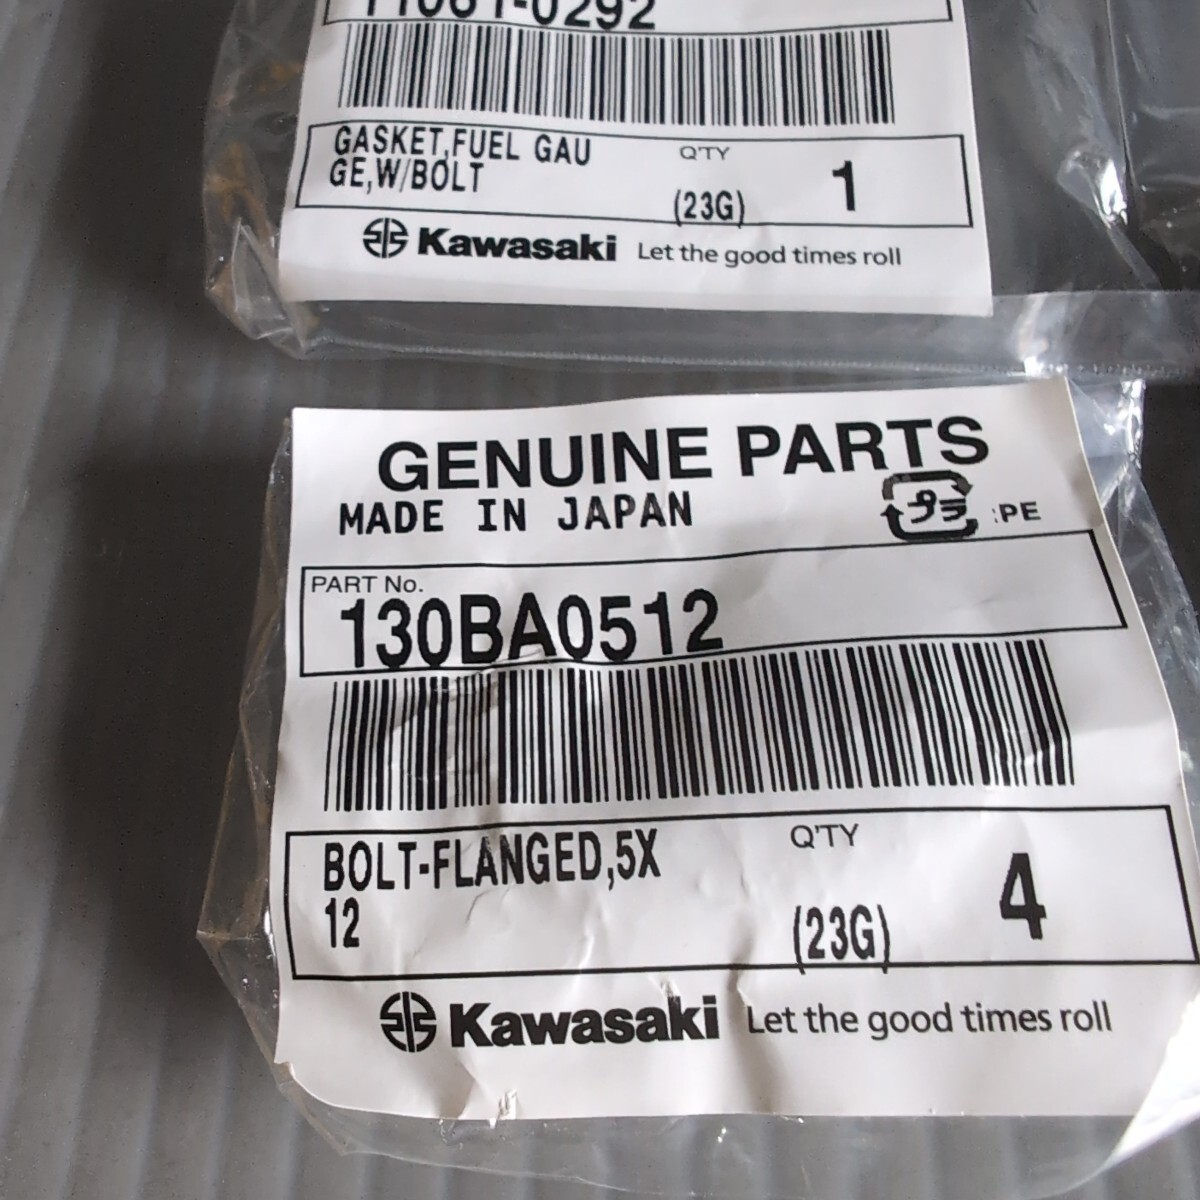 11061-0292
GASKET,FUEL GAU
GE,W/BOLT
Q'TY
(23G)
1
Kawasaki Let the good times roll
GENUINE PARTS
MADE IN JAPAN
プラ :PE
PART No.
130BA0512
BOLT-FLANGED,5X
12
Q'TY
(23G)
4
Kawasaki Let the good times roll